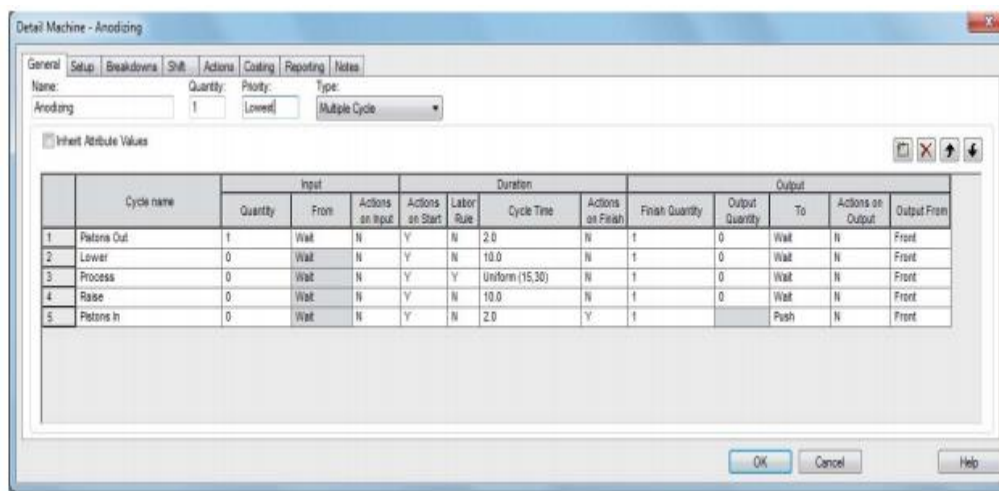 Detail Machine - Anodizing
General Setup Breakdowns Shift Actions Costing Reporting Notes
Name: Quantity: Priority: Type:
Anodizing 1 Lowest Multiple Cycle
Inherit Attribute Values
Input Duration Output
Cycle name Quantity From Actions on Input Actions on Start Labor Rule Cycle Time Actions on Finish Finish Quantity Output Quantity To Actions on Output Output From
1 Pistons Out 1 Wait N Y N 2.0 N 1 0 Wait N Front
2 Lower 0 Wait N Y N 10.0 N 1 0 Wait N Front
3 Process 0 Wait N Y Y Uniform (15,30) N 1 0 Wait N Front
4 Raise 0 Wait N Y N 10.0 N 1 0 Wait N Front
5 Pistons In 0 Wait N Y N 2.0 Y 1 Push N Front
OK Cancel Help